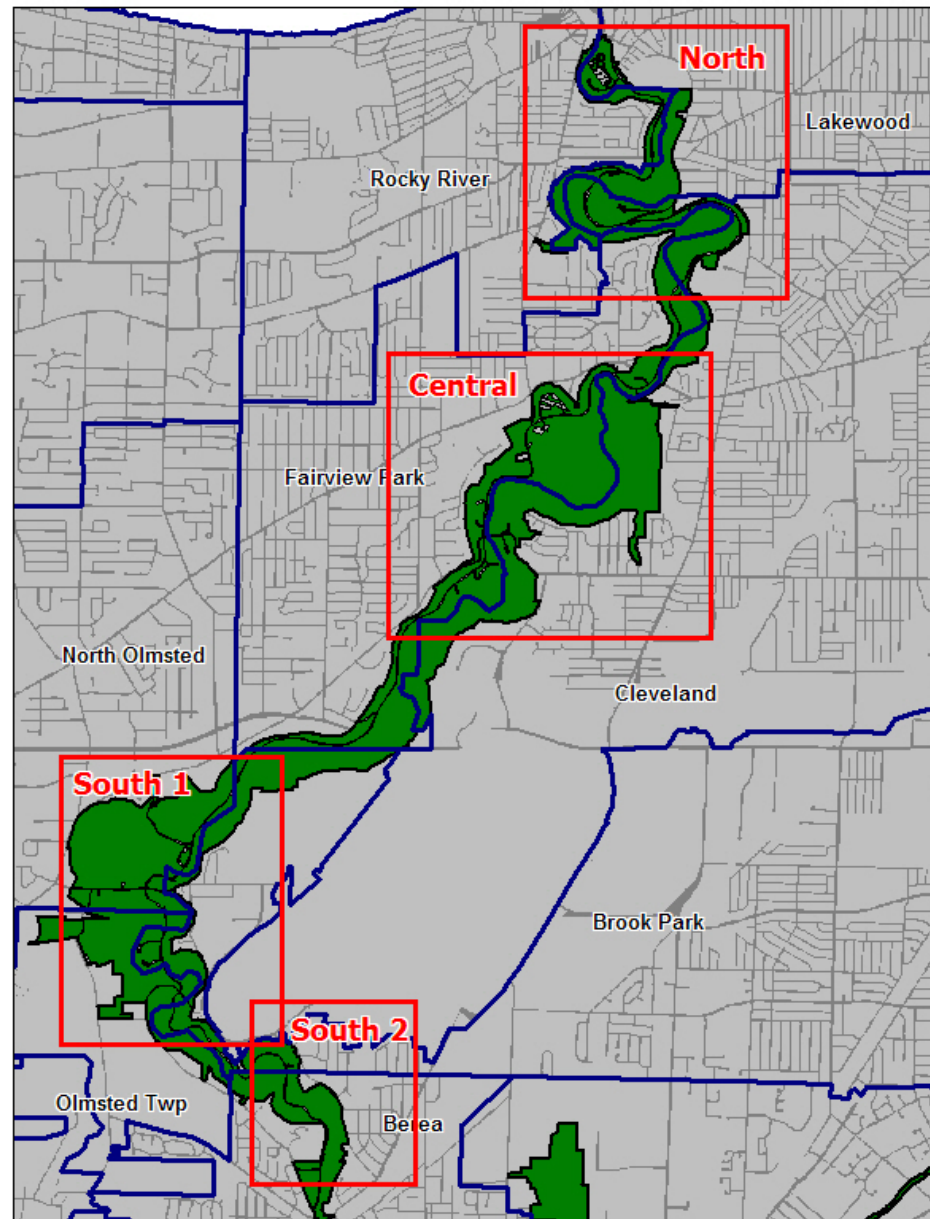 North
Lakewood
Rocky River
Central
Fairview Park
North Olmsted
Cleveland
South 1
Brook Park
South 2
Olmsted Twp
Berea